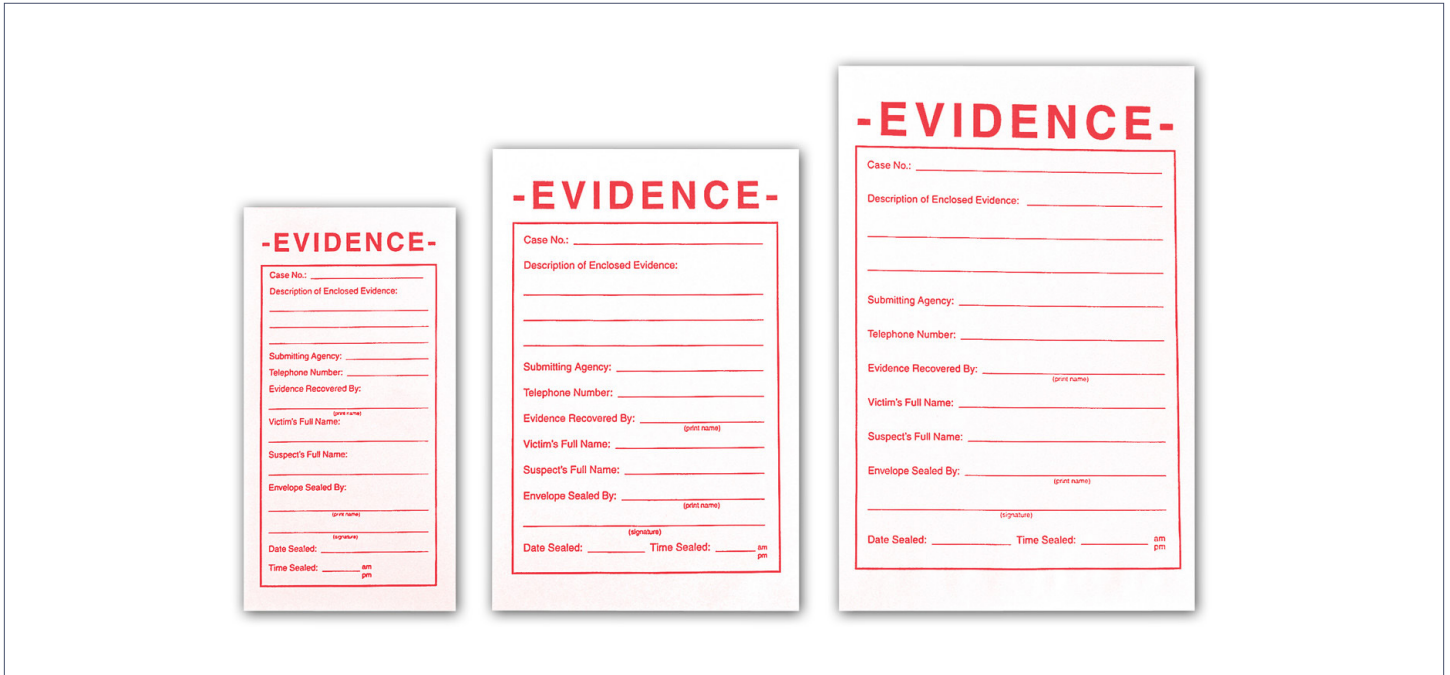 -EVIDENCE-
Case No.:
Description of Enclosed Evidence:
Submitting Agency:
Telephone Number:
Evidence Recovered By:
(print name)
Victim's Full Name:
Suspect's Full Name:
Envelope Sealed By:
(print name)
(signature)
Date Sealed:
Time Sealed: am
pm
-EVIDENCE-
Case No.:
Description of Enclosed Evidence:
Submitting Agency:
Telephone Number:
Evidence Recovered By:
(print name)
Victim's Full Name:
Suspect's Full Name:
Envelope Sealed By:
(print name)
(signature)
Date Sealed: Time Sealed: am
pm
-EVIDENCE-
Case No.:
Description of Enclosed Evidence:
Submitting Agency:
Telephone Number:
Evidence Recovered By:
(print name)
Victim's Full Name:
Suspect's Full Name:
Envelope Sealed By:
(print name)
(signature)
Date Sealed: Time Sealed: am
pm